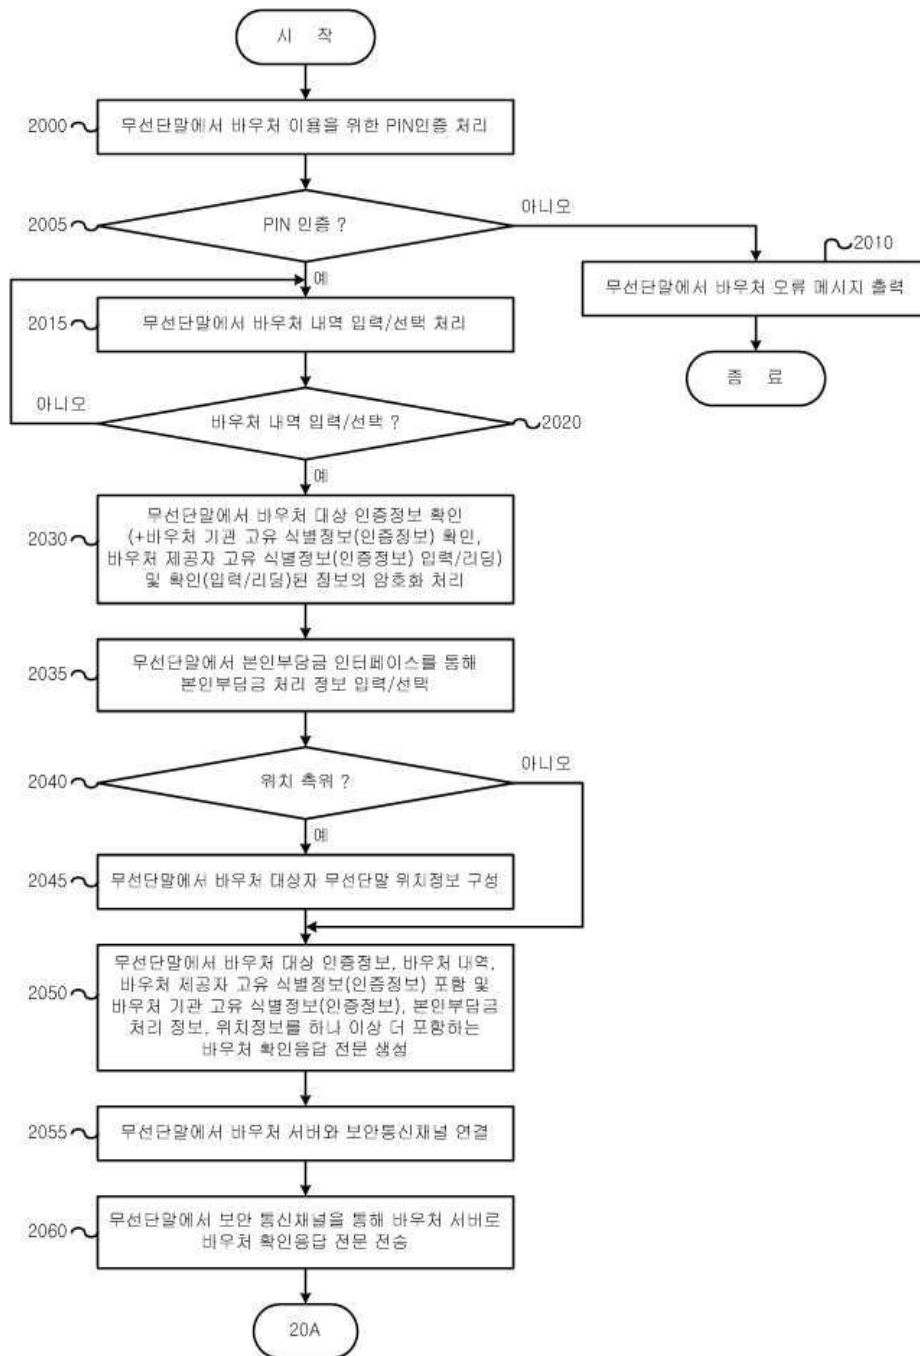 시 작
2000
무선단말에서 바우처 이용을 위한 PIN인증 처리
2005
PIN 인증 ?
아니오
예
2010
무선단말에서 바우처 오류 메시지 출력
종 료
2015
무선단말에서 바우처 내역 입력/선택 처리
아니오
바우처 내역 입력/선택 ?
2020
예
2030
무선단말에서 바우처 대상 인증정보 확인
(+바우처 기관 고유 식별정보(인증정보) 확인,
바우처 제공자 고유 식별정보(인증정보) 입력/리딩)
및 확인(입력/리딩)된 정보의 암호화 처리
2035
무선단말에서 본인부담금 인터페이스를 통해
본인부담금 처리 정보 입력/선택
2040
위치 측위 ?
아니오
예
2045
무선단말에서 바우처 대상자 무선단말 위치정보 구성
2050
무선단말에서 바우처 대상 인증정보, 바우처 내역,
바우처 제공자 고유 식별정보(인증정보) 포함 및
바우처 기관 고유 식별정보(인증정보), 본인부담금
처리 정보, 위치정보를 하나 이상 더 포함하는
바우처 확인응답 전문 생성
2055
무선단말에서 바우처 서버와 보안통신채널 연결
2060
무선단말에서 보안 통신채널을 통해 바우처 서버로
바우처 확인응답 전문 전송
20A